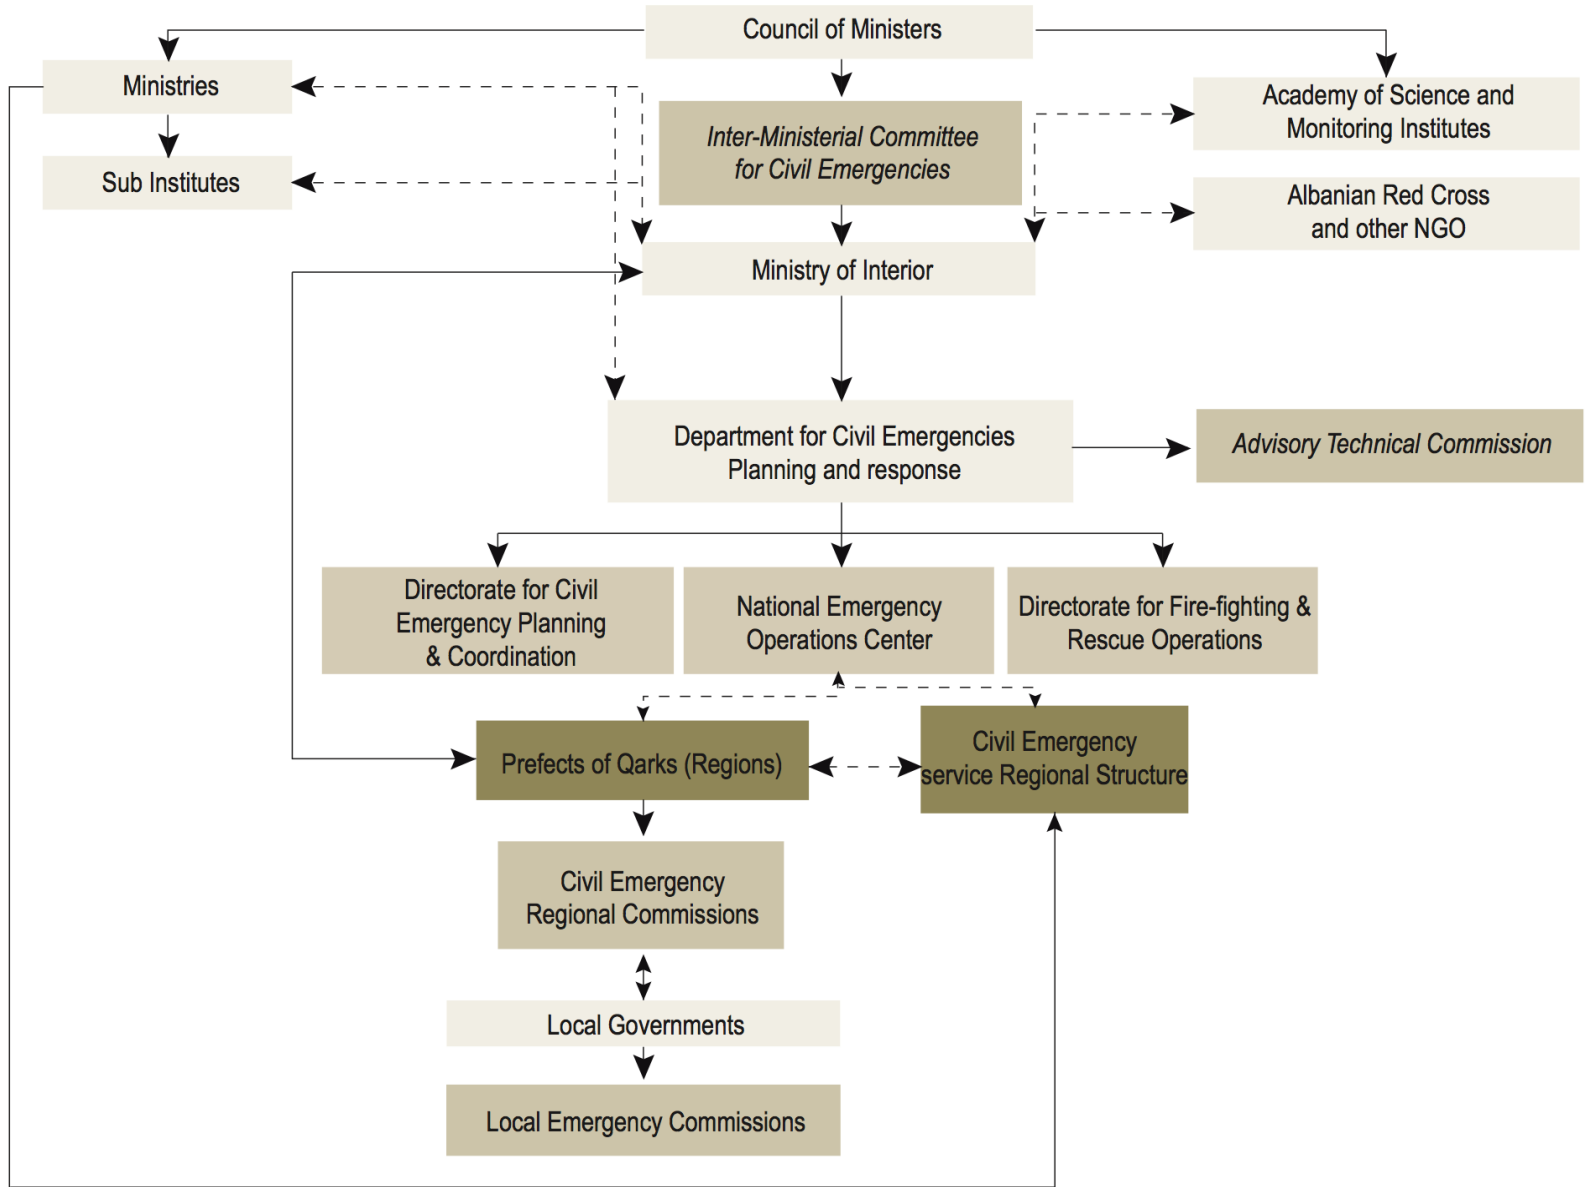 Council of Ministers
Ministries
Academy of Science and
Monitoring Institutes
Inter-Ministerial Committee
for Civil Emergencies
Sub Institutes
Albanian Red Cross
and other NGO
Ministry of Interior
Department for Civil Emergencies
Planning and response
Advisory Technical Commission
Directorate for Civil
Emergency Planning
& Coordination
National Emergency
Operations Center
Directorate for Fire-fighting &
Rescue Operations
Prefects of Qarks (Regions)
Civil Emergency
service Regional Structure
Civil Emergency
Regional Commissions
Local Governments
Local Emergency Commissions